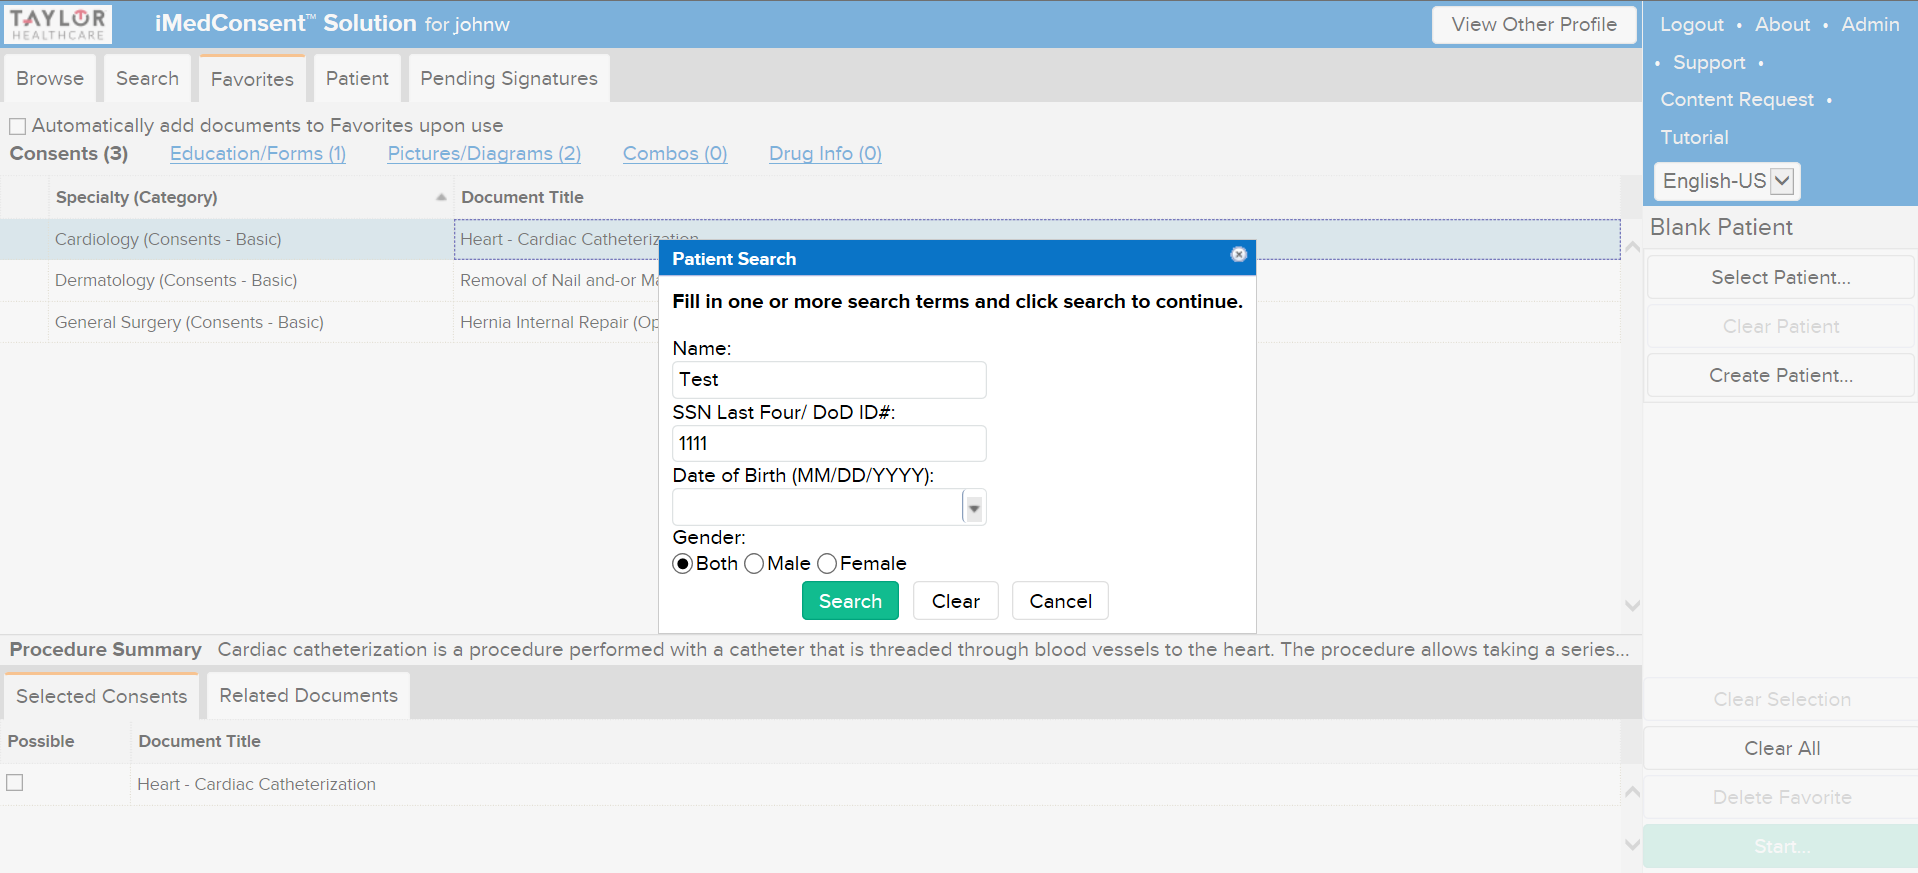 TAYLOR
HEALTHCARE
iMedConsent™ Solution for johnw
View Other Profile
Logout • About • Admin
• Support •
Content Request •
Tutorial
English-US
Browse
Search
Favorites
Patient
Pending Signatures
Automatically add documents to Favorites upon use
Consents (3)
Education/Forms (1)
Pictures/Diagrams (2)
Combos (0)
Drug Info (0)
Specialty (Category)
Document Title
Cardiology (Consents - Basic)
Heart - Cardiac Catheterization
Dermatology (Consents - Basic)
Removal of Nail and-or Ma
General Surgery (Consents - Basic)
Hernia Internal Repair (Op
Patient Search
Fill in one or more search terms and click search to continue.
Name:
Test
SSN Last Four/ DoD ID#:
1111
Date of Birth (MM/DD/YYYY):
Gender:
Both Male Female
Search
Clear
Cancel
Blank Patient
Select Patient...
Clear Patient
Create Patient...
Procedure Summary Cardiac catheterization is a procedure performed with a catheter that is threaded through blood vessels to the heart. The procedure allows taking a series...
Selected Consents
Related Documents
Possible
Document Title
Heart - Cardiac Catheterization
Clear Selection
Clear All
Delete Favorite
Start...